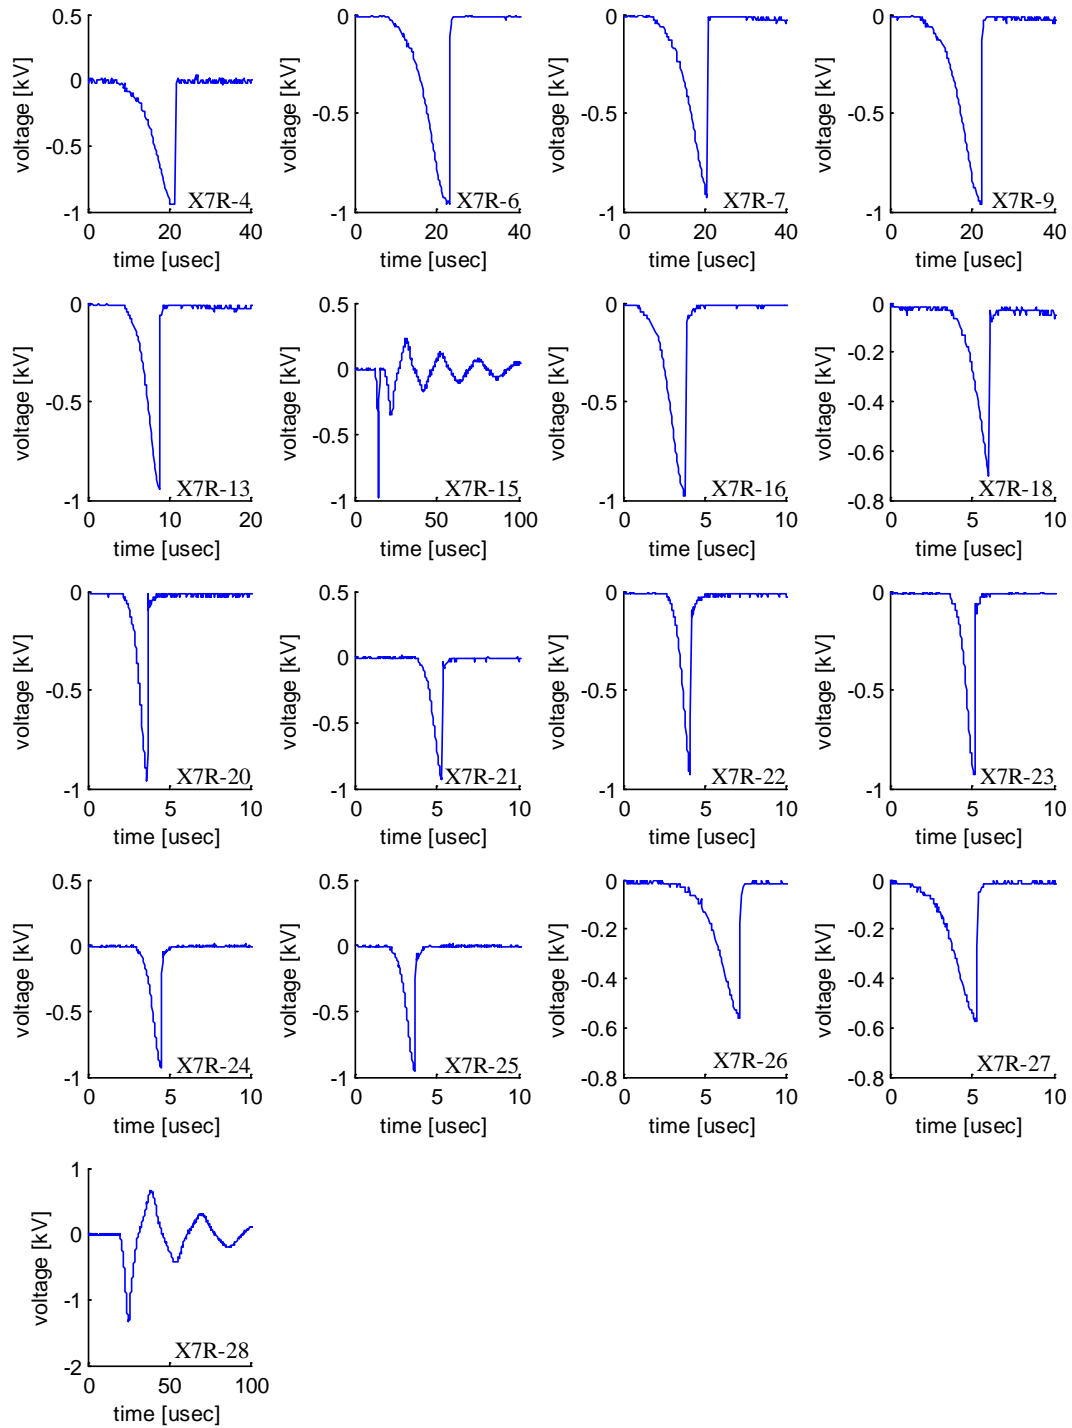 0.5
0
-0.5
-1
voltage [kV]
X7R-4
0 20 40
time [usec]
0
-0.5
-1
voltage [kV]
X7R-6
0 20 40
time [usec]
0
-0.5
-1
voltage [kV]
X7R-7
0 20 40
time [usec]
0
-0.5
-1
voltage [kV]
X7R-9
0 20 40
time [usec]
0
-0.5
-1
voltage [kV]
X7R-13
0 10 20
time [usec]
0.5
0
-0.5
-1
voltage [kV]
X7R-15
0 50 100
time [usec]
0
-0.5
-1
voltage [kV]
X7R-16
0 5 10
time [usec]
0
-0.2
-0.4
-0.6
-0.8
voltage [kV]
X7R-18
0 5 10
time [usec]
0
-0.5
-1
voltage [kV]
X7R-20
0 5 10
time [usec]
0.5
0
-0.5
-1
voltage [kV]
X7R-21
0 5 10
time [usec]
0
-0.5
-1
voltage [kV]
X7R-22
0 5 10
time [usec]
0
-0.5
-1
voltage [kV]
X7R-23
0 5 10
time [usec]
0.5
0
-0.5
-1
voltage [kV]
X7R-24
0 5 10
time [usec]
0.5
0
-0.5
-1
voltage [kV]
X7R-25
0 5 10
time [usec]
0
-0.2
-0.4
-0.6
-0.8
voltage [kV]
X7R-26
0 5 10
time [usec]
0
-0.2
-0.4
-0.6
-0.8
voltage [kV]
X7R-27
0 5 10
time [usec]
1
0
-1
-2
voltage [kV]
X7R-28
0 50 100
time [usec]